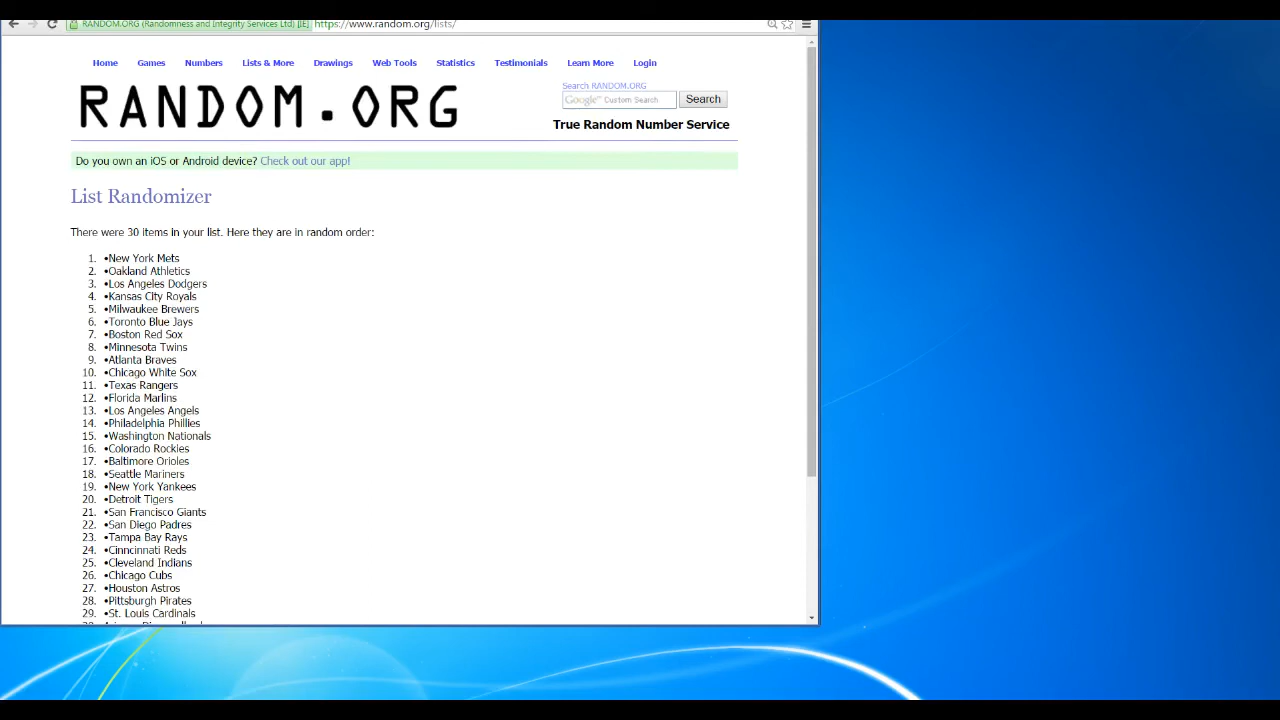 RANDOM.ORG (Randomness and Integrity Services Ltd) [IE] https://www.random.org/lists/
Home Games Numbers Lists & More Drawings Web Tools Statistics Testimonials Learn More Login
Search RANDOM.ORG
RANDOM.ORG
Google™ Custom Search Search
True Random Number Service
Do you own an iOS or Android device? Check out our app!
List Randomizer
There were 30 items in your list. Here they are in random order:
1. •New York Mets
2. •Oakland Athletics
3. •Los Angeles Dodgers
4. •Kansas City Royals
5. •Milwaukee Brewers
6. •Toronto Blue Jays
7. •Boston Red Sox
8. •Minnesota Twins
9. •Atlanta Braves
10. •Chicago White Sox
11. •Texas Rangers
12. •Florida Marlins
13. •Los Angeles Angels
14. •Philadelphia Phillies
15. •Washington Nationals
16. •Colorado Rockies
17. •Baltimore Orioles
18. •Seattle Mariners
19. •New York Yankees
20. •Detroit Tigers
21. •San Francisco Giants
22. •San Diego Padres
23. •Tampa Bay Rays
24. •Cinncinnati Reds
25. •Cleveland Indians
26. •Chicago Cubs
27. •Houston Astros
28. •Pittsburgh Pirates
29. •St. Louis Cardinals